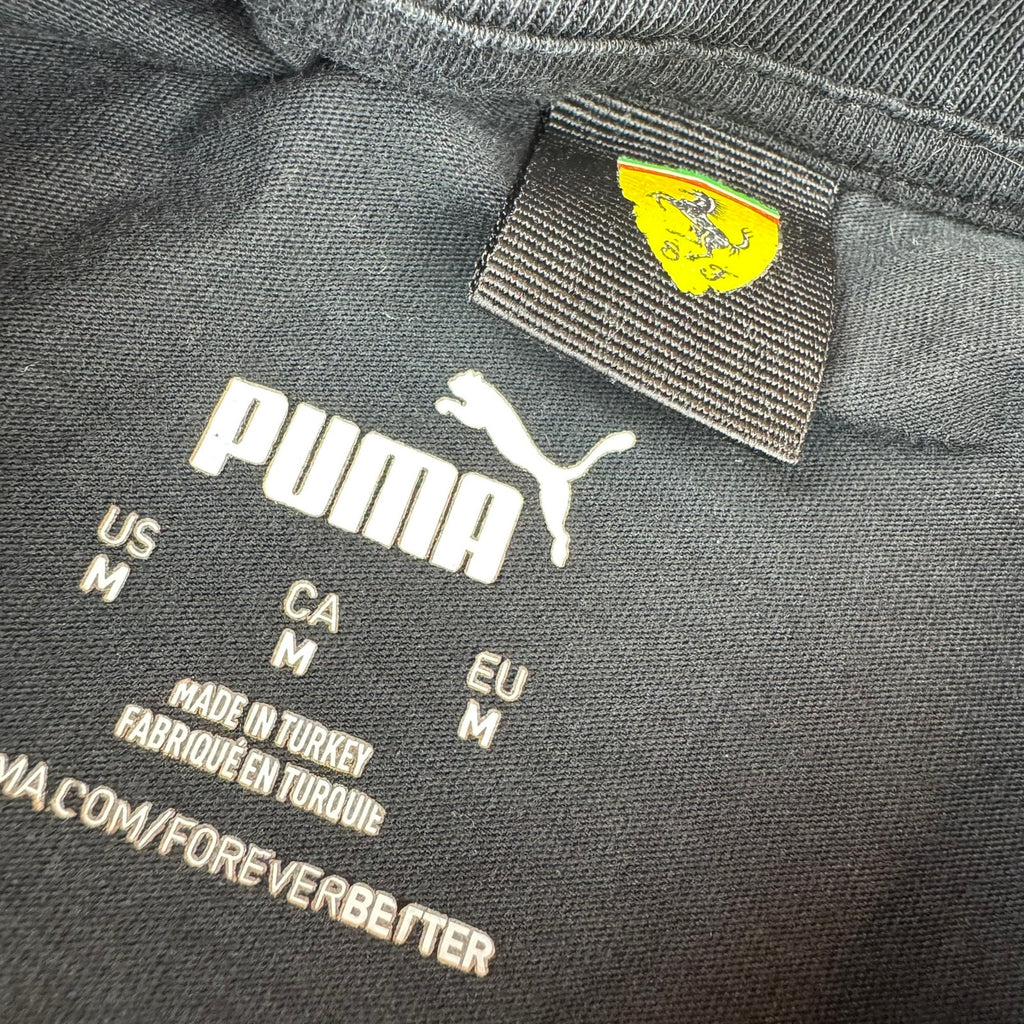 S F
PUMA
US
M
CA
M
EU
M
MADE IN TURKEY
FABRIQUÉ EN TURQUIE
MA.COM/FOREVERBETTER